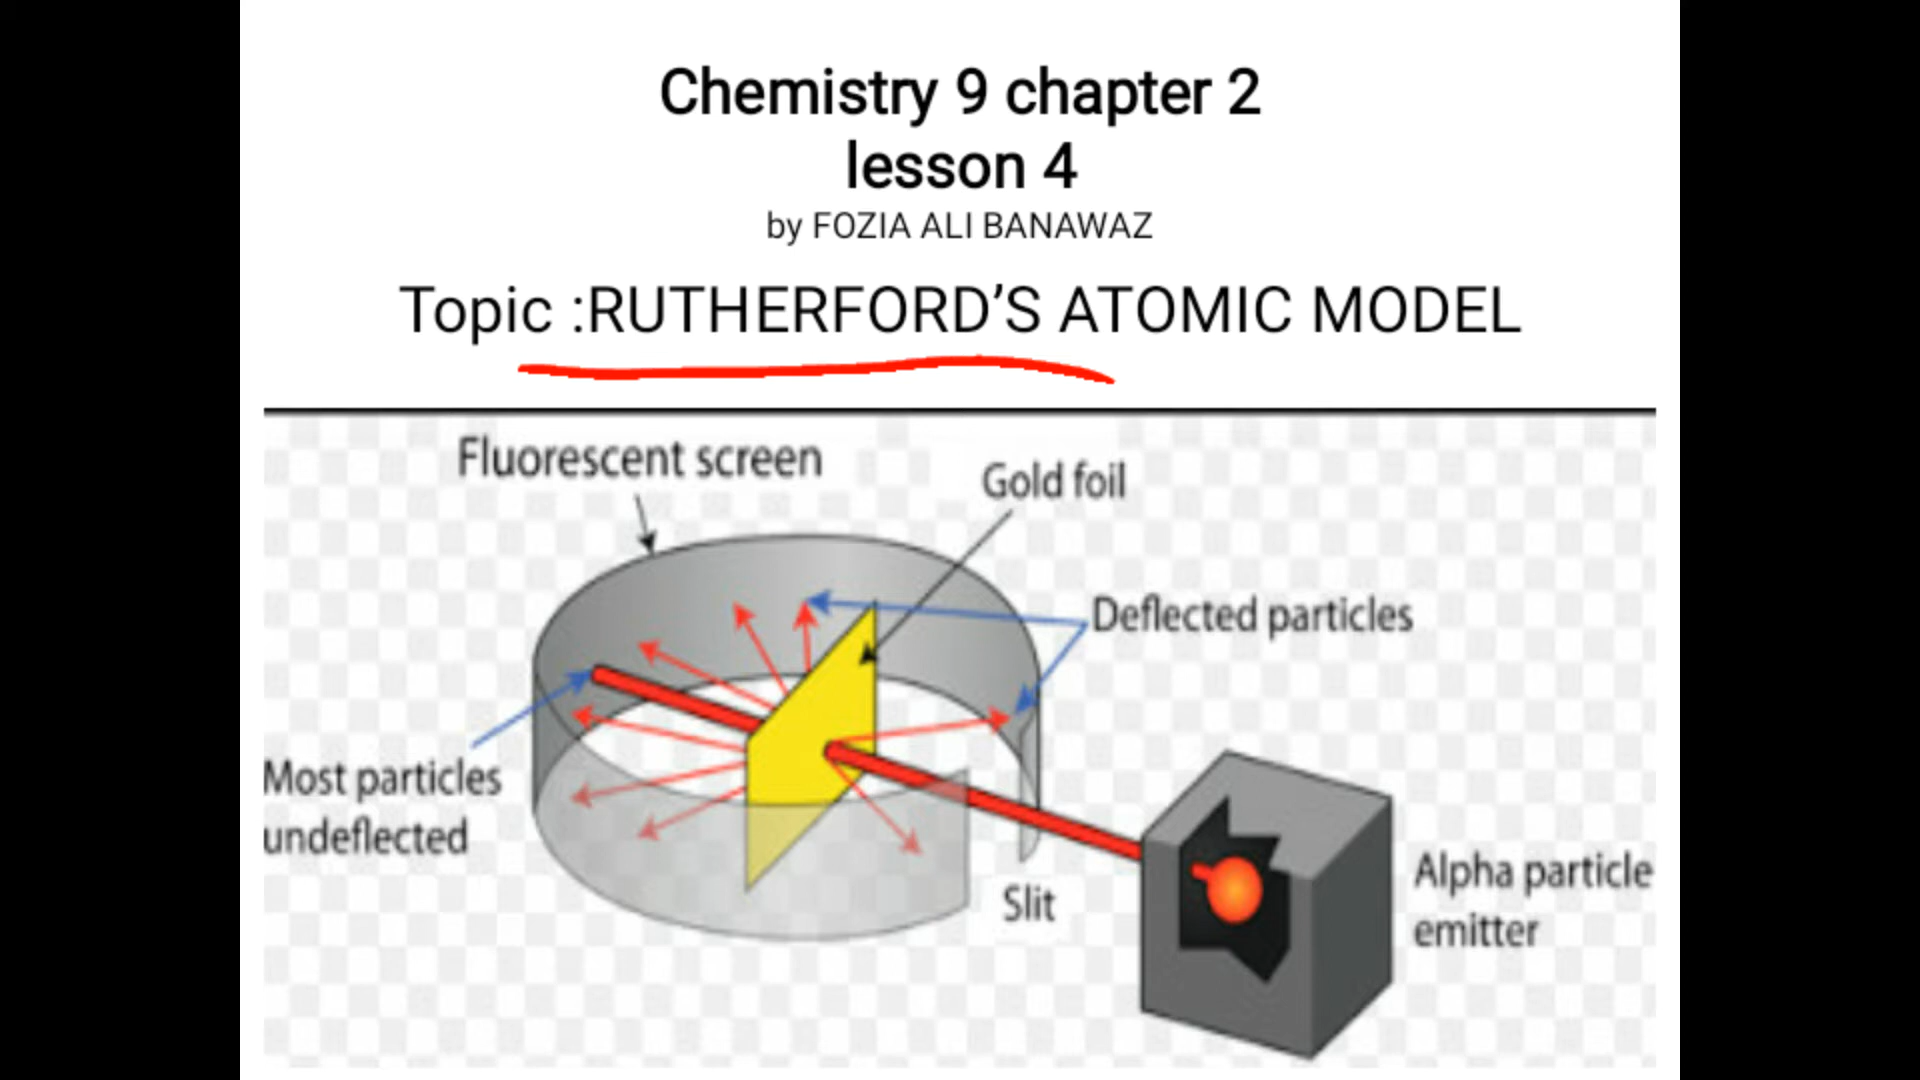 Chemistry 9 chapter 2
lesson 4
by FOZIA ALI BANAWAZ
Topic :RUTHERFORD’S ATOMIC MODEL
Fluorescent screen
Gold foil
Deflected particles
Most particles
undeflected
Slit
Alpha particle
emitter